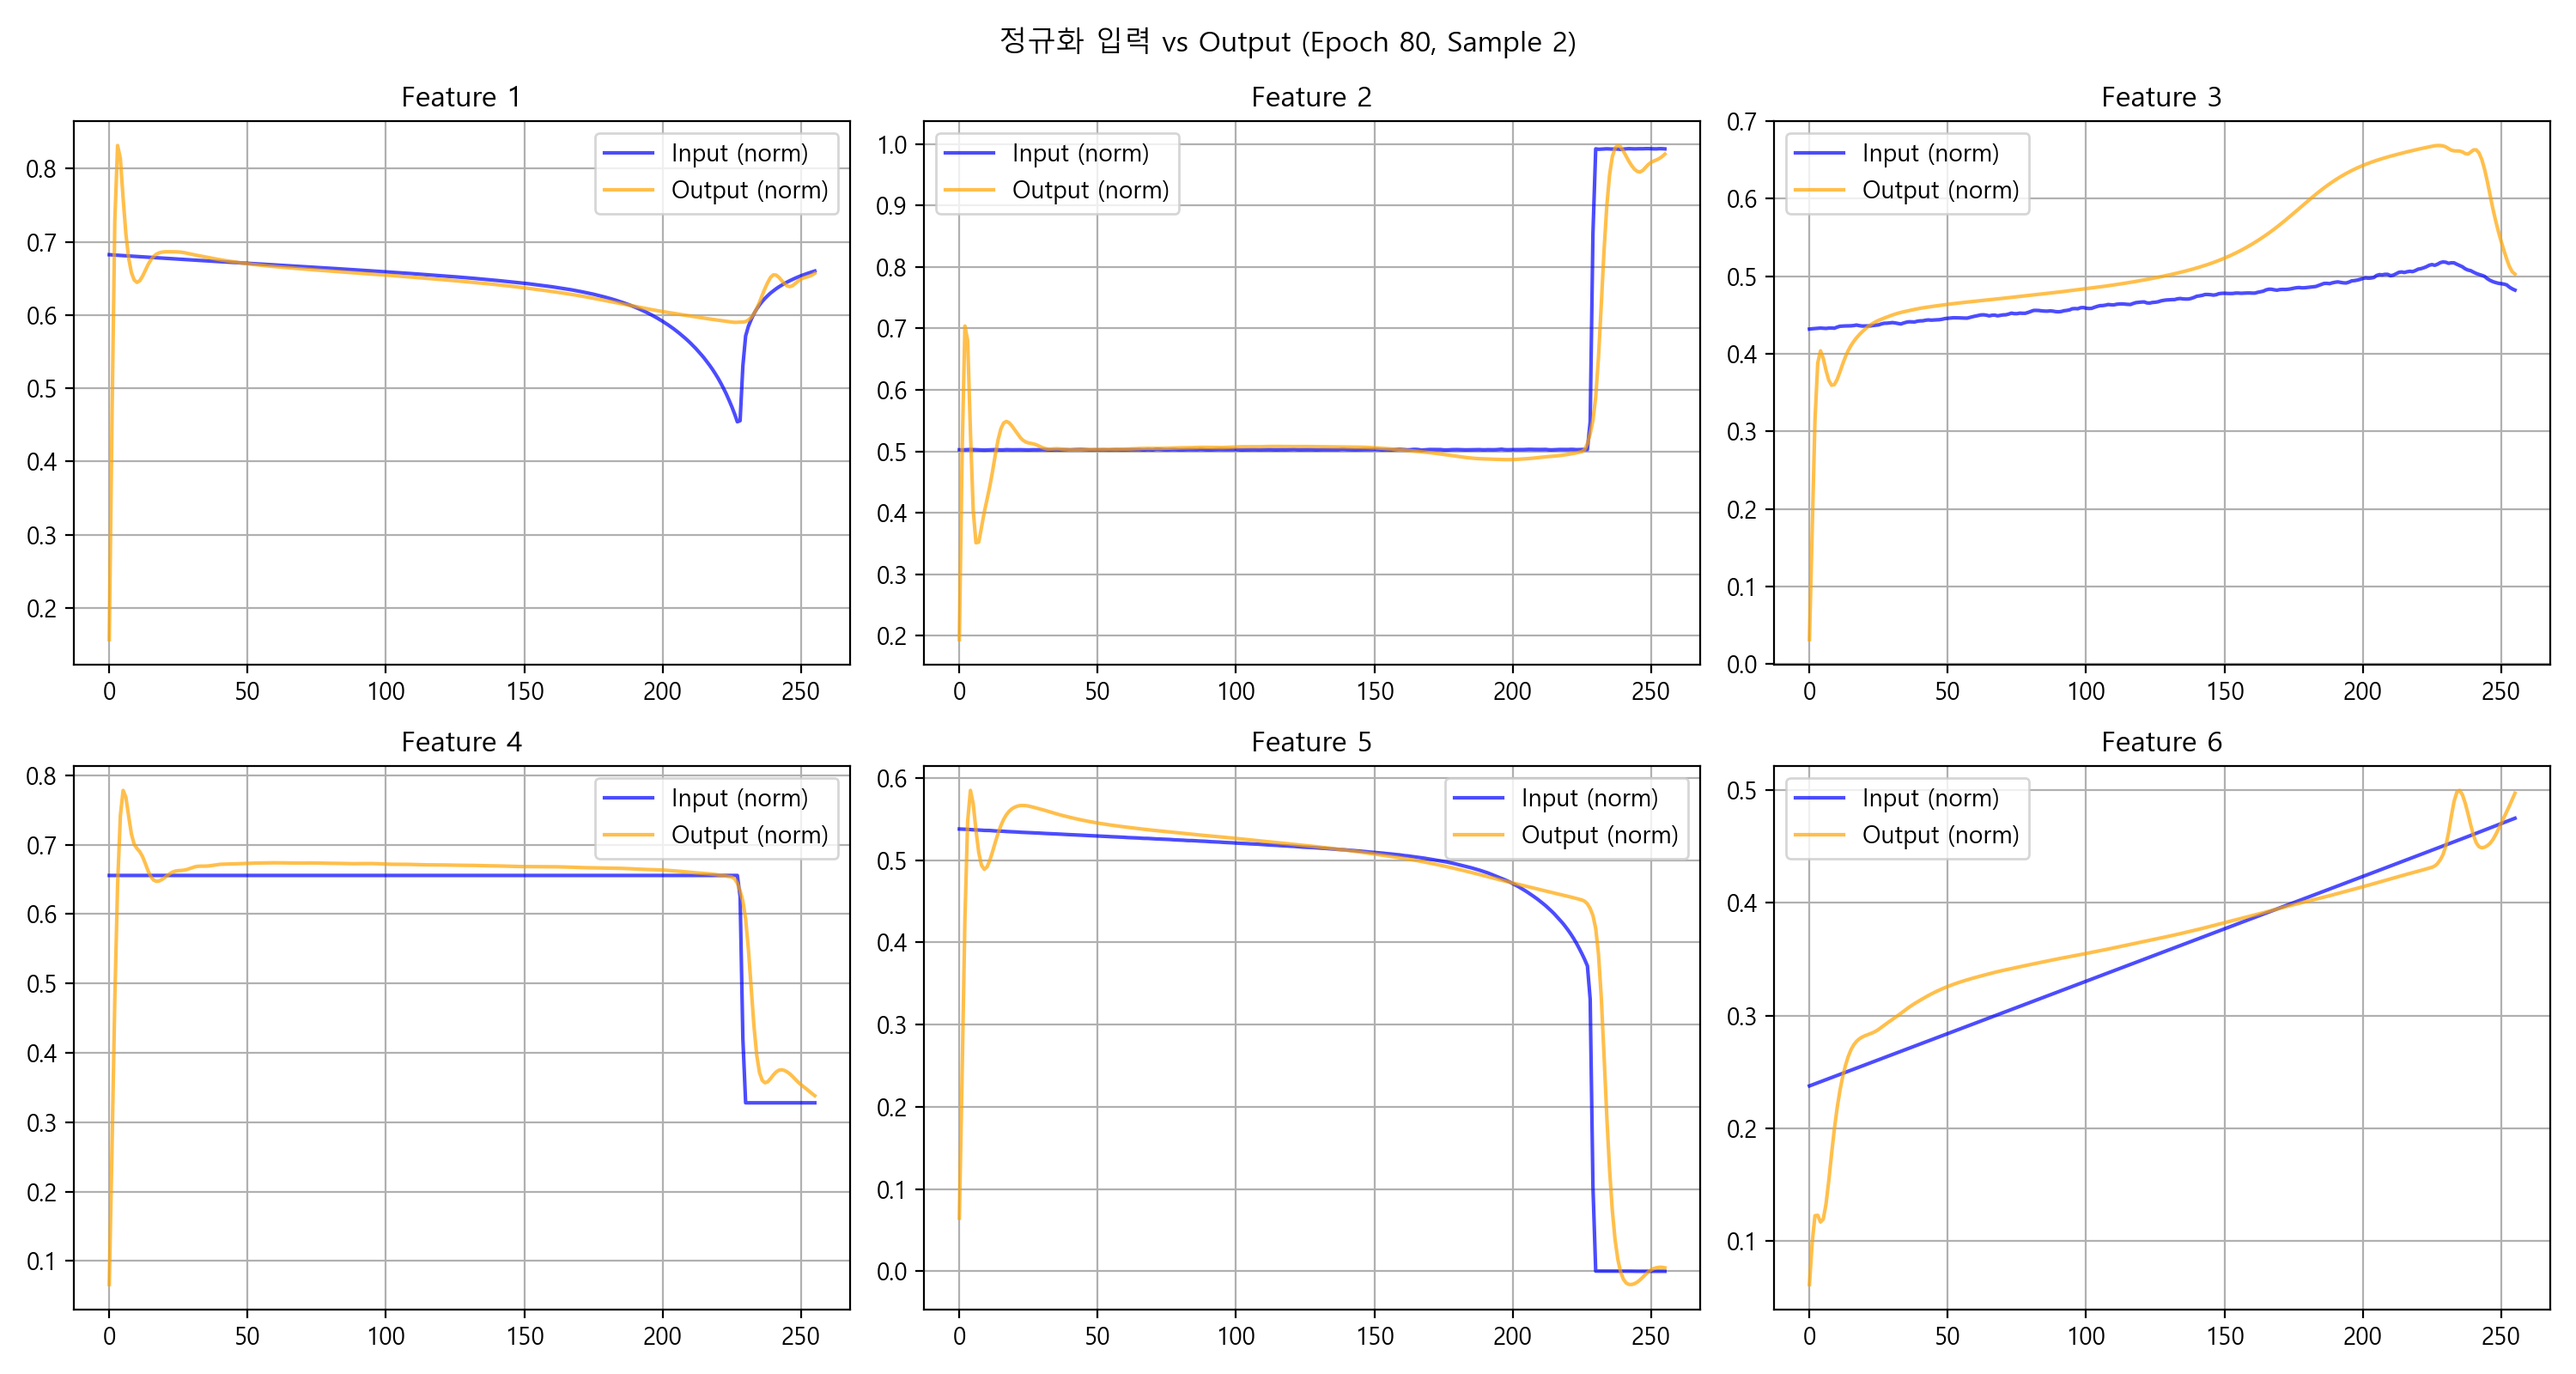 정규화 입력 vs Output (Epoch 80, Sample 2)
Feature 1
Input (norm)
Output (norm)
0.8
0.7
0.6
0.5
0.4
0.3
0.2
0 50 100 150 200 250
Feature 2
Input (norm)
Output (norm)
1.0
0.9
0.8
0.7
0.6
0.5
0.4
0.3
0.2
0 50 100 150 200 250
Feature 3
Input (norm)
Output (norm)
0.7
0.6
0.5
0.4
0.3
0.2
0.1
0.0
0 50 100 150 200 250
Feature 4
Input (norm)
Output (norm)
0.8
0.7
0.6
0.5
0.4
0.3
0.2
0.1
0 50 100 150 200 250
Feature 5
Input (norm)
Output (norm)
0.6
0.5
0.4
0.3
0.2
0.1
0.0
0 50 100 150 200 250
Feature 6
Input (norm)
Output (norm)
0.5
0.4
0.3
0.2
0.1
0 50 100 150 200 250